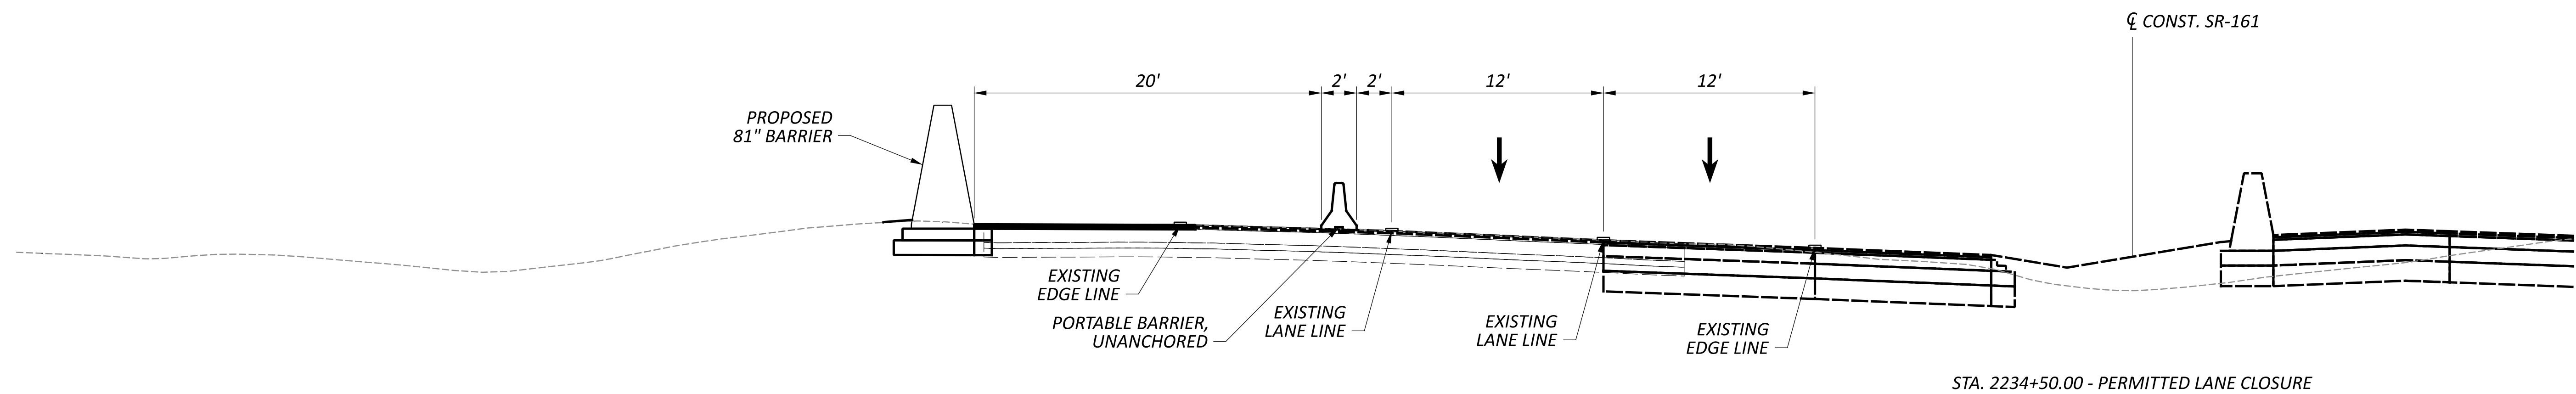 ℄ CONST. SR-161
20'
2'
2'
12'
12'
PROPOSED
81" BARRIER
EXISTING
EDGE LINE
PORTABLE BARRIER,
UNANCHORED
EXISTING
LANE LINE
EXISTING
LANE LINE
EXISTING
EDGE LINE
STA. 2234+50.00 - PERMITTED LANE CLOSURE